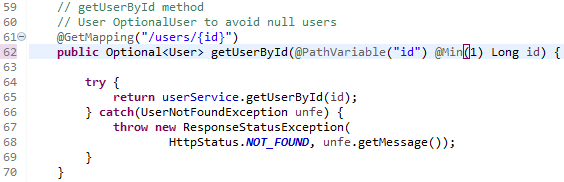 59 // getUserById method
60 // User OptionalUser to avoid null users
61 @GetMapping("/users/{id}")
62 public Optional<User> getUserById(@PathVariable("id") @Min(1) Long id) {
63
64 try {
65 return userService.getUserById(id);
66 } catch(UserNotFoundException unfe) {
67 throw new ResponseStatusException(
68 HttpStatus.NOT_FOUND, unfe.getMessage());
69 }
70 }